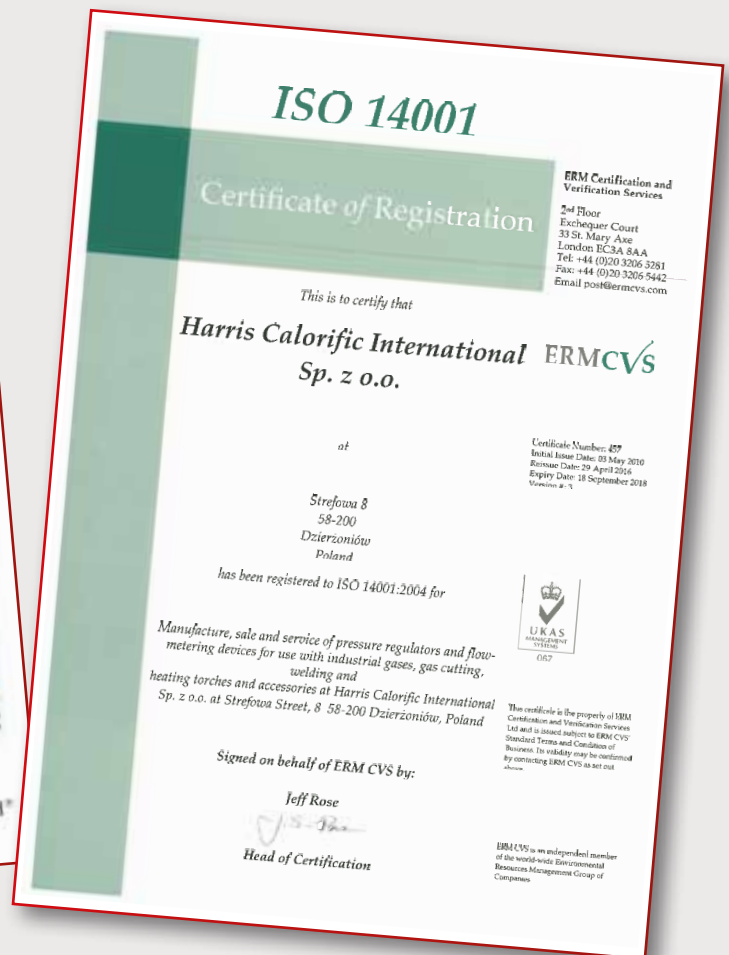 ISO 14001
Certificate of Registration
ERM Certification and
Verification Services
2nd Floor
Exchequer Court
33 St. Mary Axe
London EC3A 8AA
Tel: +44 (0)20 3206 5281
Fax: +44 (0)20 3206 5442
Email post@ermcvs.com
This is to certify that
Harris Calorific International
Sp. z o.o.
ERMCVS
at
Certificate Number: 457
Initial Issue Date: 03 May 2010
Reissue Date: 29 April 2016
Expiry Date: 18 September 2018
Version #: 3
Strefowa 8
58-200
Dzierżoniów
Poland
has been registered to ISO 14001:2004 for
UKAS
MANAGEMENT
SYSTEMS
067
Manufacture, sale and service of pressure regulators and flow-
metering devices for use with industrial gases, gas cutting,
welding and
heating torches and accessories at Harris Calorific International
Sp. z o.o. at Strefowa Street, 8 58-200 Dzierżoniów, Poland
This certificate is the property of ERM
Certification and Verification Services
Ltd and is issued subject to ERM CVS'
Standard Terms and Condition of
Business. Its validity may be confirmed
by contacting ERM CVS as set out
above.
Signed on behalf of ERM CVS by:
Jeff Rose
Head of Certification
ERM CVS is an independent member
of the world-wide Environmental
Resources Management Group of
Companies